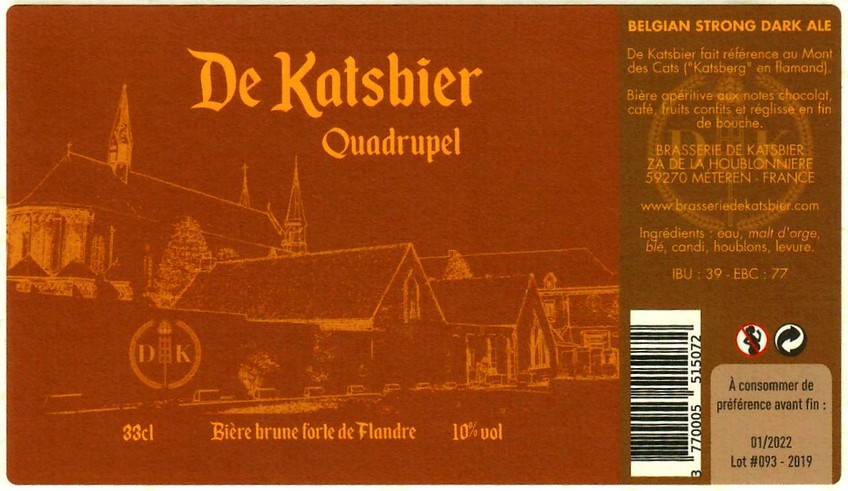 De Katsbier
Quadrupel
D K
33cl Bière brune forte de Flandre 10% vol
BELGIAN STRONG DARK ALE
De Katsbier fait référence au Mont
des Cats ("Katsberg" en flamand).
Bière apéritive aux notes chocolat,
café, fruits confits et réglisse en fin
de bouche.
BRASSERIE DE KATSBIER
ZA DE LA HOUBLONNIERE
59270 METEREN - FRANCE
www.brasseriedekatsbier.com
Ingrédients : eau, malt d'orge,
blé, candi, houblons, levure.
IBU : 39 - EBC : 77
3 770005 515072
À consommer de
préférence avant fin :
01/2022
Lot #093 - 2019